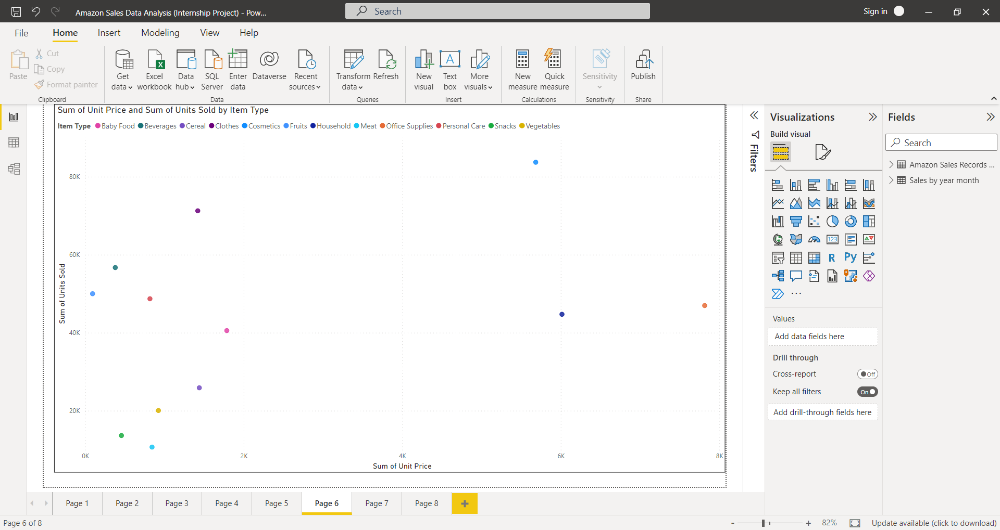 Amazon Sales Data Analysis (Internship Project) - Pow...
Search
Sign in
File Home Insert Modeling View Help
Paste
Cut
Copy
Format painter
Clipboard
Get data
Excel workbook
Data hub
SQL Server
Enter data
Dataverse
Recent sources
Data
Transform data
Refresh
Queries
New visual
Text box
More visuals
Insert
New measure
Quick measure
Calculations
Sensitivity
Sensitivity
Publish
Share
Sum of Unit Price and Sum of Units Sold by Item Type
Item Type Baby Food Beverages Cereal Clothes Cosmetics Fruits Household Meat Office Supplies Personal Care Snacks Vegetables
Sum of Units Sold
80K
60K
40K
20K
0K 2K 4K 6K 8K
Sum of Unit Price
Filters
Visualizations
Build visual
123
R
Py
...
Values
Add data fields here
Drill through
Cross-report Off
Keep all filters On
Add drill-through fields here
Fields
Search
Amazon Sales Records ...
Sales by year month
Page 1 Page 2 Page 3 Page 4 Page 5 Page 6 Page 7 Page 8 +
Page 6 of 8
- + 82%
Update available (click to download)